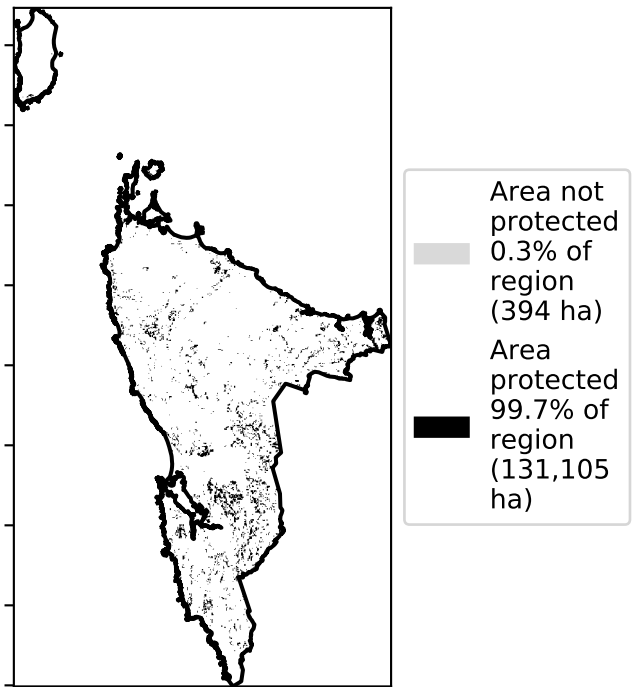 Area not
protected
0.3% of
region
(394 ha)
Area
protected
99.7% of
region
(131,105
ha)